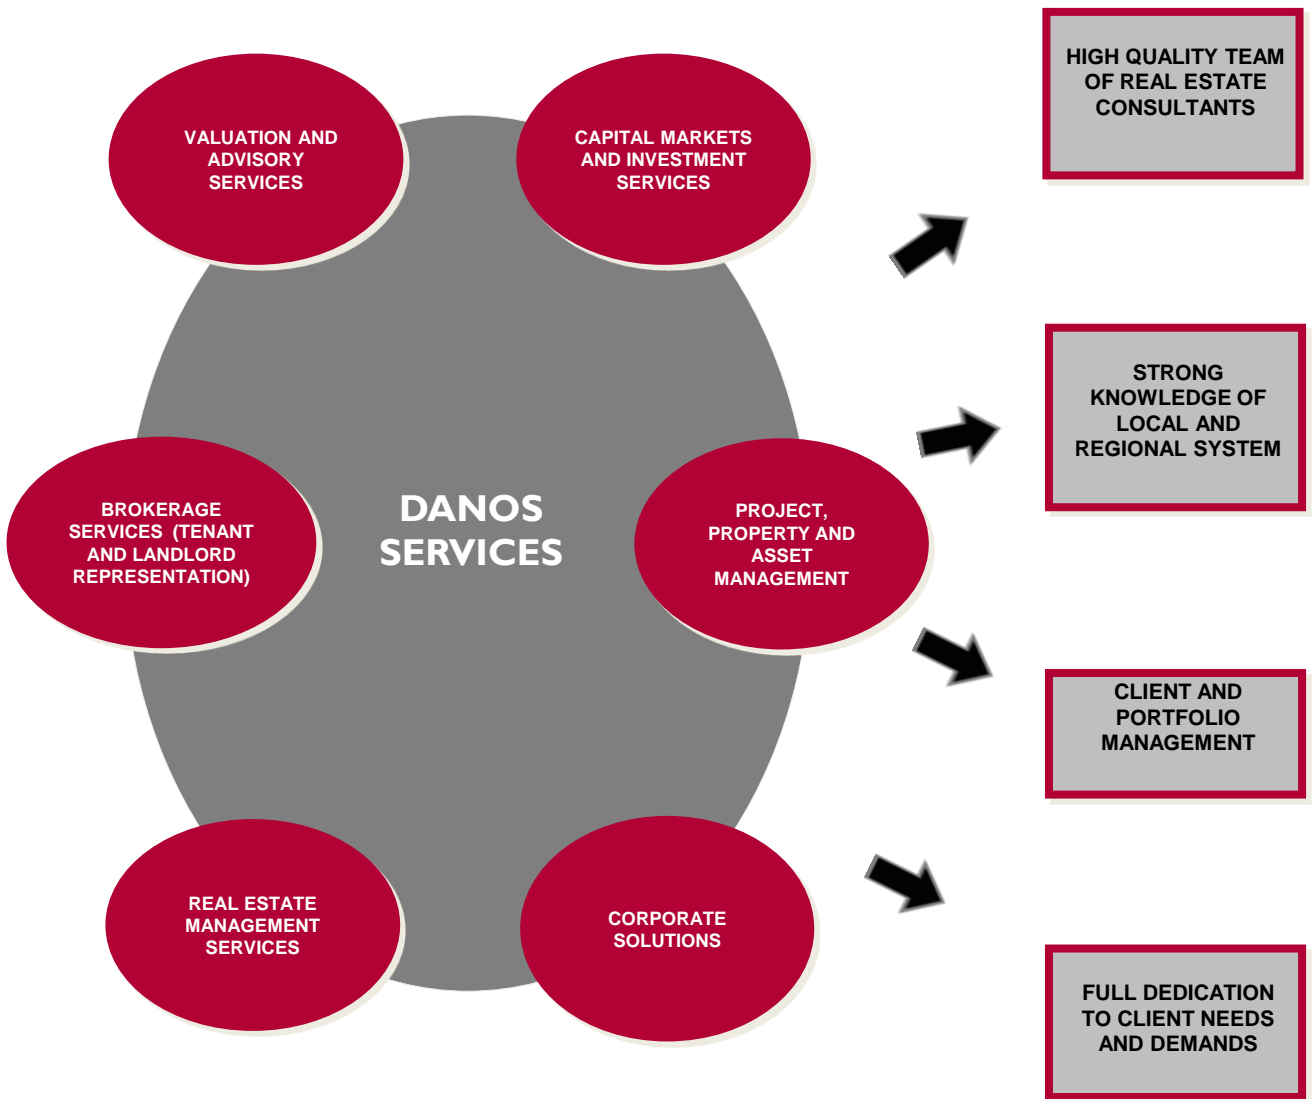 VALUATION AND
ADVISORY
SERVICES
CAPITAL MARKETS
AND INVESTMENT
SERVICES
BROKERAGE
SERVICES (TENANT
AND LANDLORD
REPRESENTATION)
DANOS
SERVICES
PROJECT,
PROPERTY AND
ASSET
MANAGEMENT
REAL ESTATE
MANAGEMENT
SERVICES
CORPORATE
SOLUTIONS
HIGH QUALITY TEAM
OF REAL ESTATE
CONSULTANTS
STRONG
KNOWLEDGE OF
LOCAL AND
REGIONAL SYSTEM
CLIENT AND
PORTFOLIO
MANAGEMENT
FULL DEDICATION
TO CLIENT NEEDS
AND DEMANDS